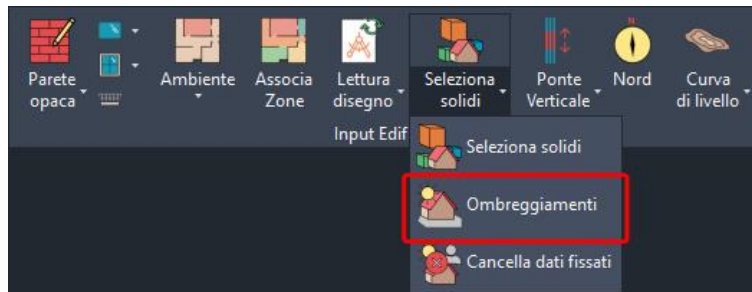 Parete opaca
Ambiente
Associa Zone
Lettura disegno
Seleziona solidi
Ponte Verticale
N
Nord
Curva di livello
Input Edif
Seleziona solidi
Ombreggiamenti
Cancella dati fissati